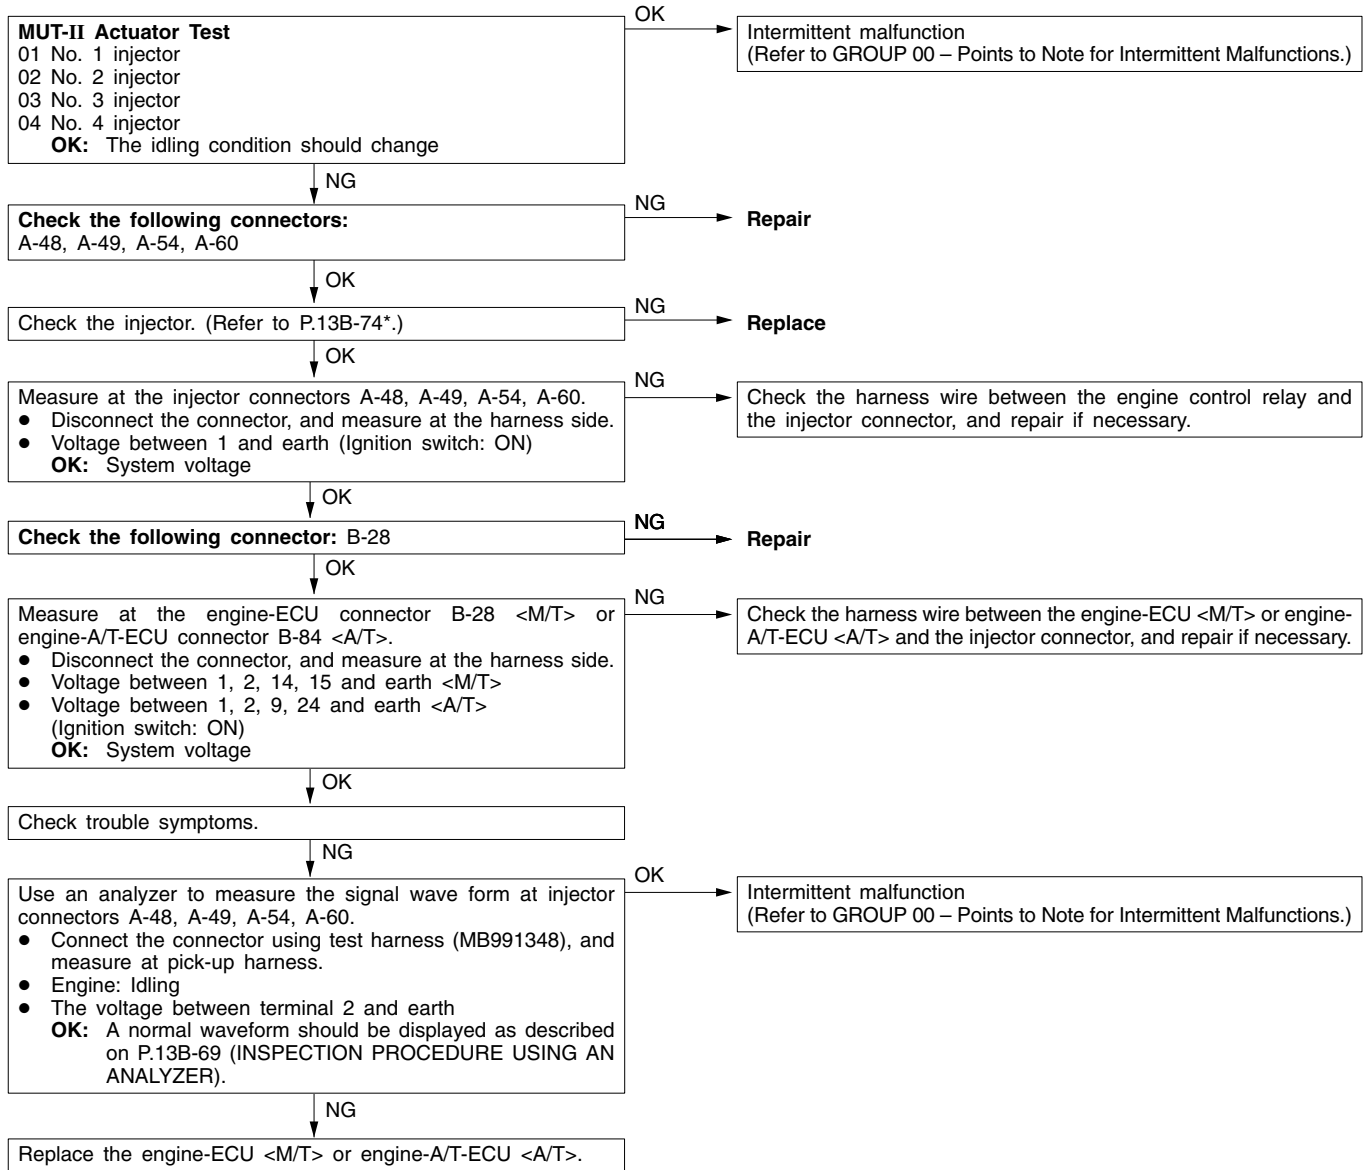 MUT-II Actuator Test
01 No. 1 injector
02 No. 2 injector
03 No. 3 injector
04 No. 4 injector
OK: The idling condition should change
OK
Intermittent malfunction
(Refer to GROUP 00 – Points to Note for Intermittent Malfunctions.)
NG
Check the following connectors:
A-48, A-49, A-54, A-60
NG
Repair
OK
Check the injector. (Refer to P.13B-74*.)
NG
Replace
OK
Measure at the injector connectors A-48, A-49, A-54, A-60.
● Disconnect the connector, and measure at the harness side.
● Voltage between 1 and earth (Ignition switch: ON)
OK: System voltage
NG
Check the harness wire between the engine control relay and
the injector connector, and repair if necessary.
OK
Check the following connector: B-28
NG
Repair
OK
Measure at the engine-ECU connector B-28 <M/T> or
engine-A/T-ECU connector B-84 <A/T>.
● Disconnect the connector, and measure at the harness side.
● Voltage between 1, 2, 14, 15 and earth <M/T>
● Voltage between 1, 2, 9, 24 and earth <A/T>
(Ignition switch: ON)
OK: System voltage
NG
Check the harness wire between the engine-ECU <M/T> or engine-
A/T-ECU <A/T> and the injector connector, and repair if necessary.
OK
Check trouble symptoms.
NG
Use an analyzer to measure the signal wave form at injector
connectors A-48, A-49, A-54, A-60.
● Connect the connector using test harness (MB991348), and
measure at pick-up harness.
● Engine: Idling
● The voltage between terminal 2 and earth
OK: A normal waveform should be displayed as described
on P.13B-69 (INSPECTION PROCEDURE USING AN
ANALYZER).
OK
Intermittent malfunction
(Refer to GROUP 00 – Points to Note for Intermittent Malfunctions.)
NG
Replace the engine-ECU <M/T> or engine-A/T-ECU <A/T>.